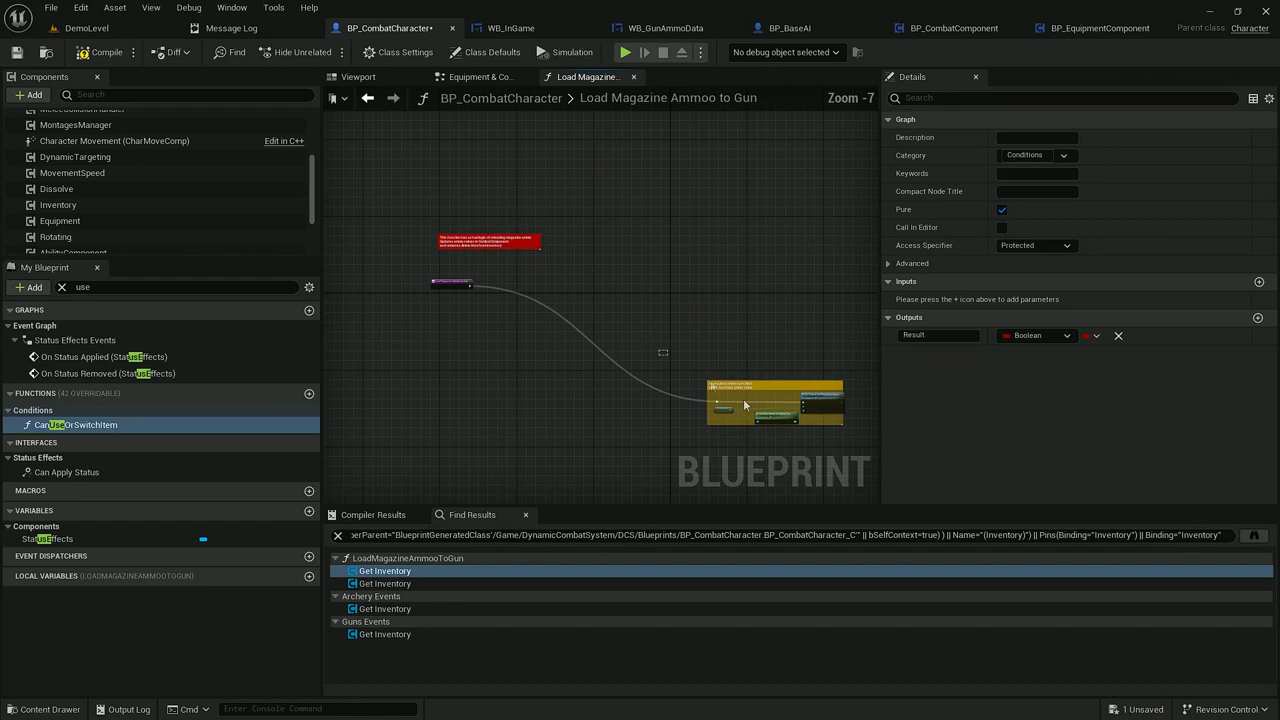 File Edit Asset View Debug Window Tools Help
DemoLevel
Message Log
BP_CombatCharacter•
WB_InGame
WB_GunAmmoData
BP_BaseAI
BP_CombatComponent
BP_EquipmentComponent
Parent class: Character
Compile
Diff
Find
Hide Unrelated
Class Settings
Class Defaults
Simulation
No debug object selected
Components
Viewport
Equipment & Co...
Load Magazine...
Details
Add
Search
BP_CombatCharacter > Load Magazine Ammoo to Gun
Zoom -7
Search
MontagesManager
Character Movement (CharMoveComp)
Edit in C++
DynamicTargeting
MovementSpeed
Dissolve
Inventory
Equipment
Rotating
AbilityComponent
Graph
Description
Category
Conditions
Keywords
Compact Node Title
Pure
Call In Editor
Access Specifier
Protected
Advanced
Inputs
Please press the + icon above to add parameters
Outputs
Result
Boolean
My Blueprint
Add
use
GRAPHS
Event Graph
Status Effects Events
On Status Applied (StatusEffects)
On Status Removed (StatusEffects)
FUNCTIONS (42 OVERRIDABLE)
Conditions
CanUseOrSwitchItem
INTERFACES
Status Effects
Can Apply Status
MACROS
VARIABLES
Components
StatusEffects
EVENT DISPATCHERS
LOCAL VARIABLES (LOADMAGAZINEAMMOOTOGUN)
BLUEPRINT
Compiler Results
Find Results
berParent="BlueprintGeneratedClass'/Game/DynamicCombatSystem/DCS/Blueprints/BP_CombatCharacter.BP_CombatCharacter_C'" || bSelfContext=true) ) || Name="(Inventory)") || Pins(Binding="Inventory") || Binding="Inventory"
LoadMagazineAmmooToGun
Get Inventory
Get Inventory
Archery Events
Get Inventory
Guns Events
Get Inventory
Content Drawer
Output Log
Cmd
Enter Console Command
1 Unsaved
Revision Control